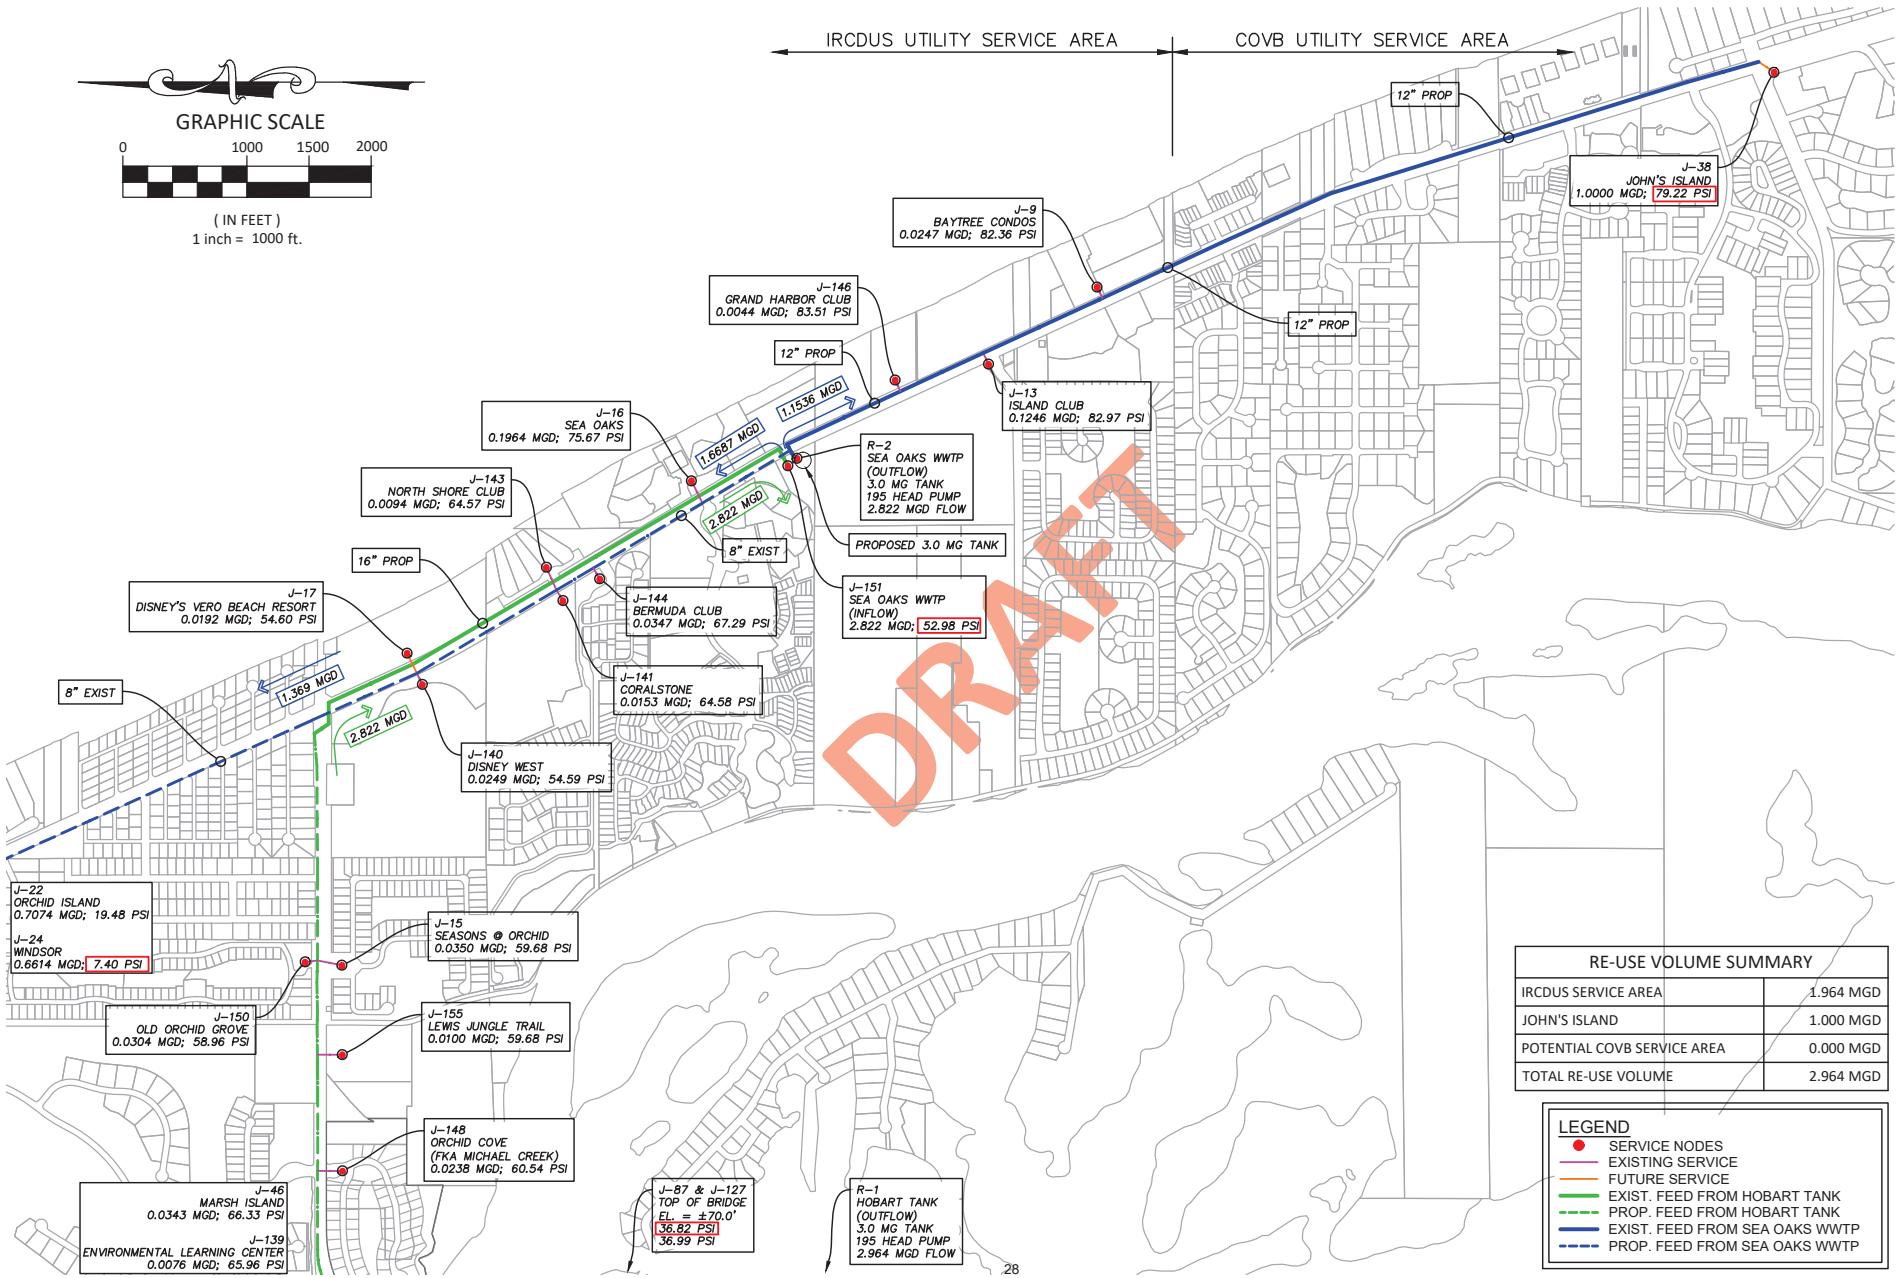 IRCDUS UTILITY SERVICE AREA
COVB UTILITY SERVICE AREA
GRAPHIC SCALE
0 1000 1500 2000
( IN FEET )
1 inch = 1000 ft.
12" PROP
J-38
JOHN'S ISLAND
1.0000 MGD; 79.22 PSI
J-9
BAYTREE CONDOS
0.0247 MGD; 82.36 PSI
J-146
GRAND HARBOR CLUB
0.0044 MGD; 83.51 PSI
12" PROP
12" PROP
1.1536 MGD
J-13
ISLAND CLUB
0.1246 MGD; 82.97 PSI
J-16
SEA OAKS
0.1964 MGD; 75.67 PSI
1.6687 MGD
R-2
SEA OAKS WWTP
(OUTFLOW)
3.0 MG TANK
195 HEAD PUMP
2.822 MGD FLOW
J-143
NORTH SHORE CLUB
0.0094 MGD; 64.57 PSI
2.822 MGD
8" EXIST
PROPOSED 3.0 MG TANK
16" PROP
J-17
DISNEY'S VERO BEACH RESORT
0.0192 MGD; 54.60 PSI
J-144
BERMUDA CLUB
0.0347 MGD; 67.29 PSI
J-151
SEA OAKS WWTP
(INFLOW)
2.822 MGD; 52.98 PSI
DRAFT
8" EXIST
1.369 MGD
J-141
CORALSTONE
0.0153 MGD; 64.58 PSI
2.822 MGD
J-140
DISNEY WEST
0.0249 MGD; 54.59 PSI
J-22
ORCHID ISLAND
0.7074 MGD; 19.48 PSI
J-24
WINDSOR
0.6614 MGD; 7.40 PSI
J-15
SEASONS @ ORCHID
0.0350 MGD; 59.68 PSI
J-150
OLD ORCHID GROVE
0.0304 MGD; 58.96 PSI
J-155
LEWIS JUNGLE TRAIL
0.0100 MGD; 59.68 PSI
J-148
ORCHID COVE
(FKA MICHAEL CREEK)
0.0238 MGD; 60.54 PSI
J-46
MARSH ISLAND
0.0343 MGD; 66.33 PSI
J-139
ENVIRONMENTAL LEARNING CENTER
0.0076 MGD; 65.96 PSI
J-87 & J-127
TOP OF BRIDGE
EL. = ±70.0'
36.82 PSI
36.99 PSI
R-1
HOBART TANK
(OUTFLOW)
3.0 MG TANK
195 HEAD PUMP
2.964 MGD FLOW
RE-USE VOLUME SUMMARY
IRCDUS SERVICE AREA 1.964 MGD
JOHN'S ISLAND 1.000 MGD
POTENTIAL COVB SERVICE AREA 0.000 MGD
TOTAL RE-USE VOLUME 2.964 MGD
LEGEND
SERVICE NODES
EXISTING SERVICE
FUTURE SERVICE
EXIST. FEED FROM HOBART TANK
PROP. FEED FROM HOBART TANK
EXIST. FEED FROM SEA OAKS WWTP
PROP. FEED FROM SEA OAKS WWTP
28